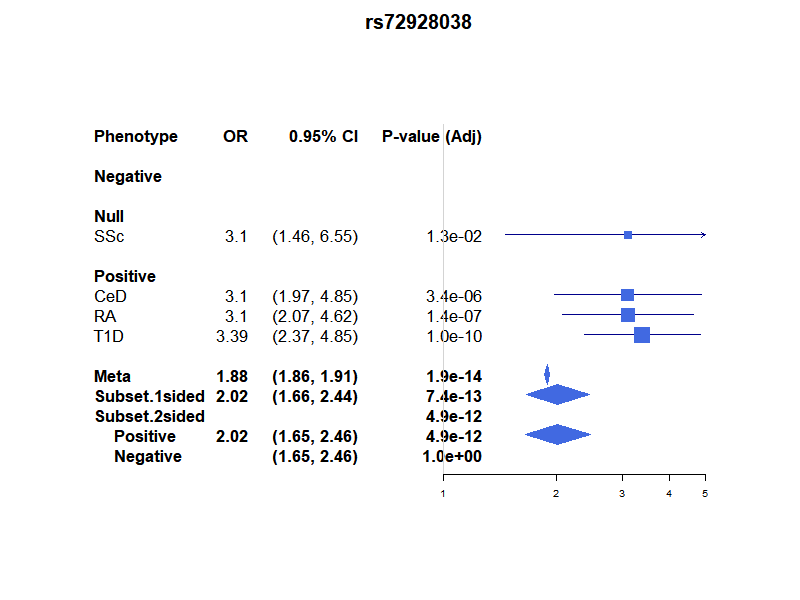 rs72928038
Phenotype OR 0.95% CI P-value (Adj)
Negative
Null
SSc 3.1 (1.46, 6.55) 1.3e-02
Positive
CeD 3.1 (1.97, 4.85) 3.4e-06
RA 3.1 (2.07, 4.62) 1.4e-07
T1D 3.39 (2.37, 4.85) 1.0e-10
Meta 1.88 (1.86, 1.91) 1.9e-14
Subset.1sided 2.02 (1.66, 2.44) 7.4e-13
Subset.2sided 4.9e-12
Positive 2.02 (1.65, 2.46) 4.9e-12
Negative (1.65, 2.46) 1.0e+00
1 2 3 4 5